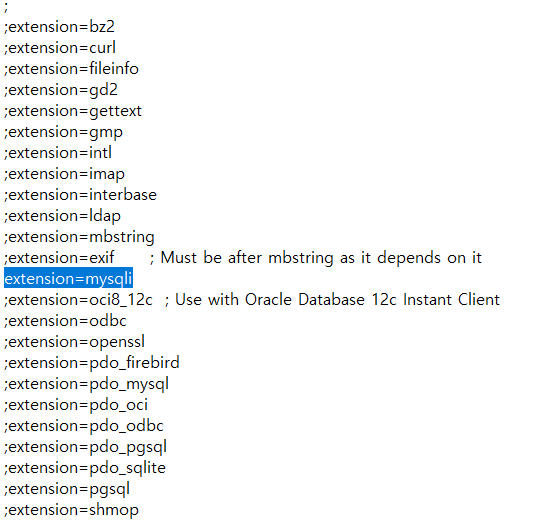 ;
;extension=bz2
;extension=curl
;extension=fileinfo
;extension=gd2
;extension=gettext
;extension=gmp
;extension=intl
;extension=imap
;extension=interbase
;extension=ldap
;extension=mbstring
;extension=exif      ; Must be after mbstring as it depends on it
extension=mysqli
;extension=oci8_12c  ; Use with Oracle Database 12c Instant Client
;extension=odbc
;extension=openssl
;extension=pdo_firebird
;extension=pdo_mysql
;extension=pdo_oci
;extension=pdo_odbc
;extension=pdo_pgsql
;extension=pdo_sqlite
;extension=pgsql
;extension=shmop